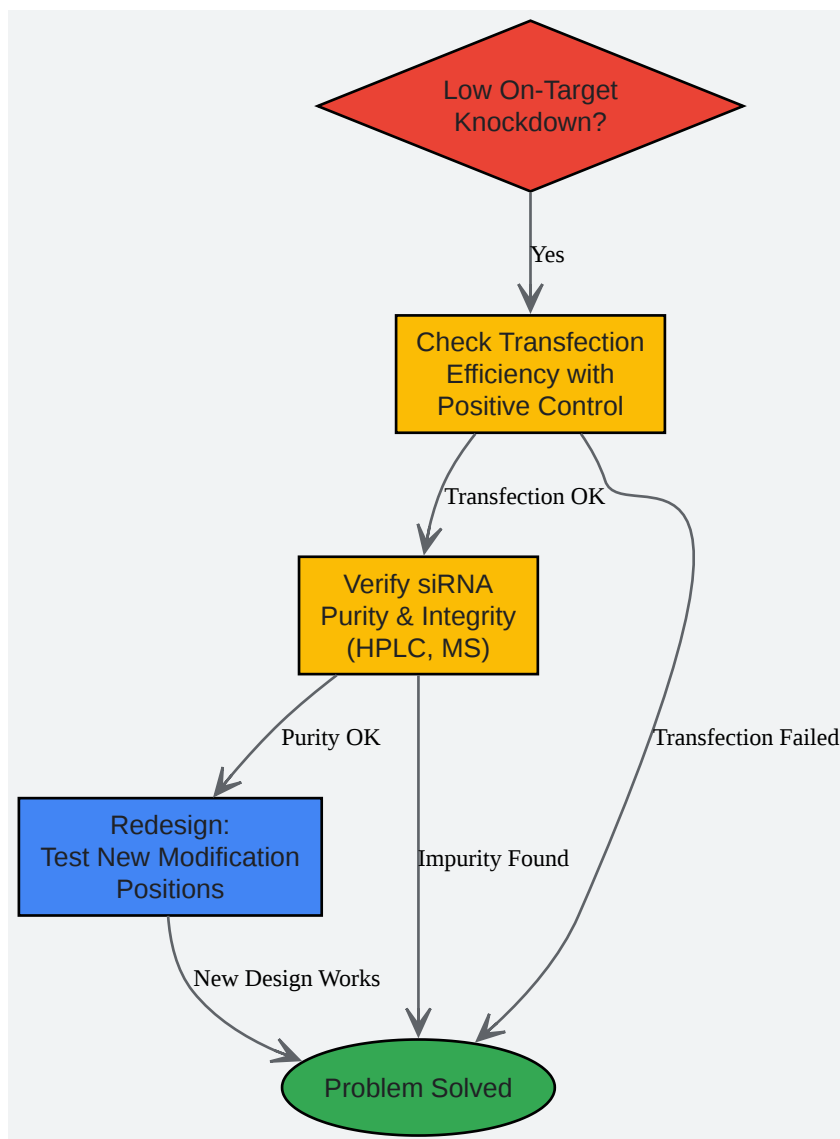 Low On-Target
Knockdown?
Yes
Check Transfection
Efficiency with
Positive Control
Transfection OK
Verify siRNA
Purity & Integrity
(HPLC, MS)
Purity OK
Transfection Failed
Redesign:
Test New Modification
Positions
Impurity Found
New Design Works
Problem Solved